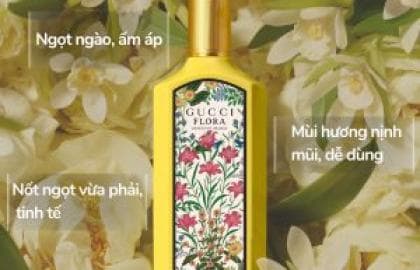 Ngọt ngào, ấm áp
GUCCI
FLORA
Mùi hương nịnh
mũi, dễ dùng
Nốt ngọt vừa phải,
tinh tế